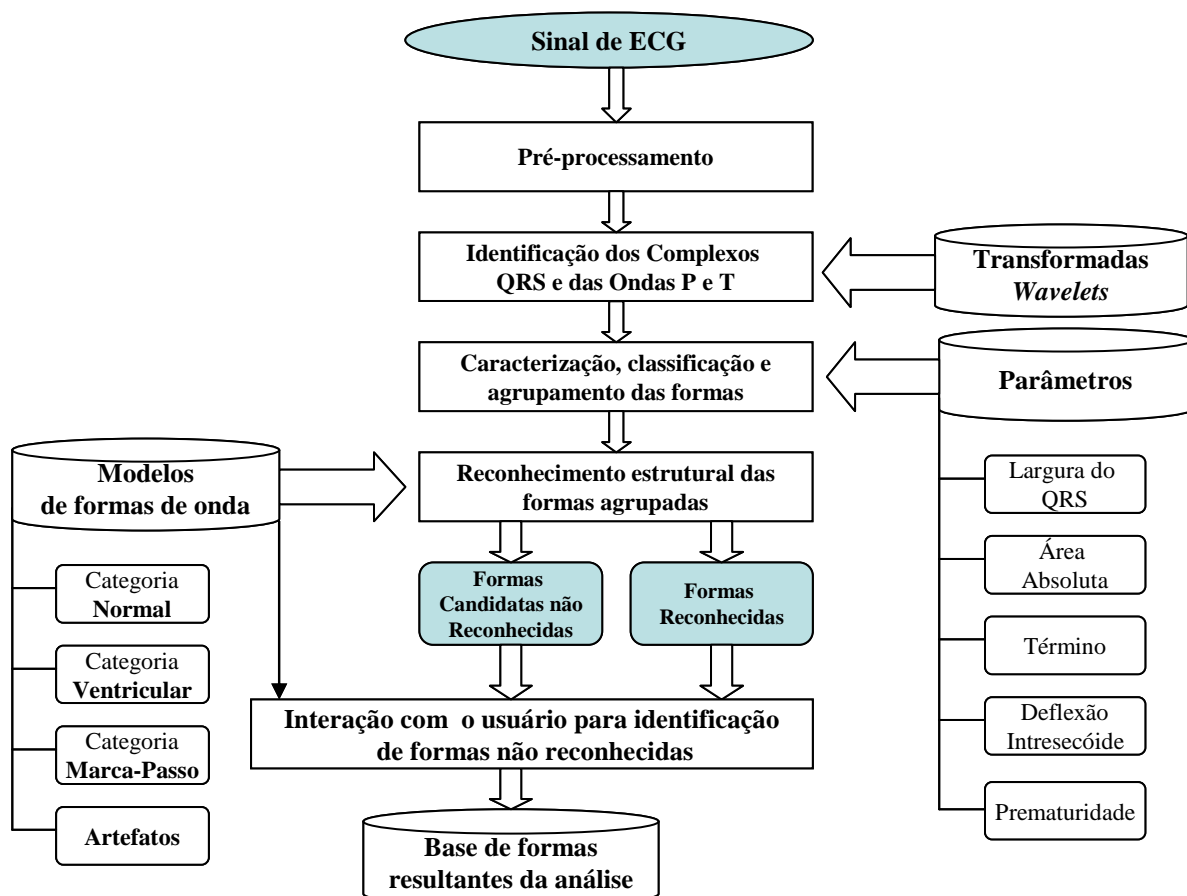 Sinal de ECG
Pré-processamento
Identificação dos Complexos
QRS e das Ondas P e T
Transformadas
Wavelets
Caracterização, classificação e
agrupamento das formas
Parâmetros
Modelos
de formas de onda
Reconhecimento estrutural das
formas agrupadas
Largura do
QRS
Área
Absoluta
Término
Deflexão
Intresecóide
Prematuridade
Categoria
Normal
Categoria
Ventricular
Categoria
Marca-Passo
Artefatos
Formas
Candidatas não
Reconhecidas
Formas
Reconhecidas
Interação com o usuário para identificação
de formas não reconhecidas
Base de formas
resultantes da análise